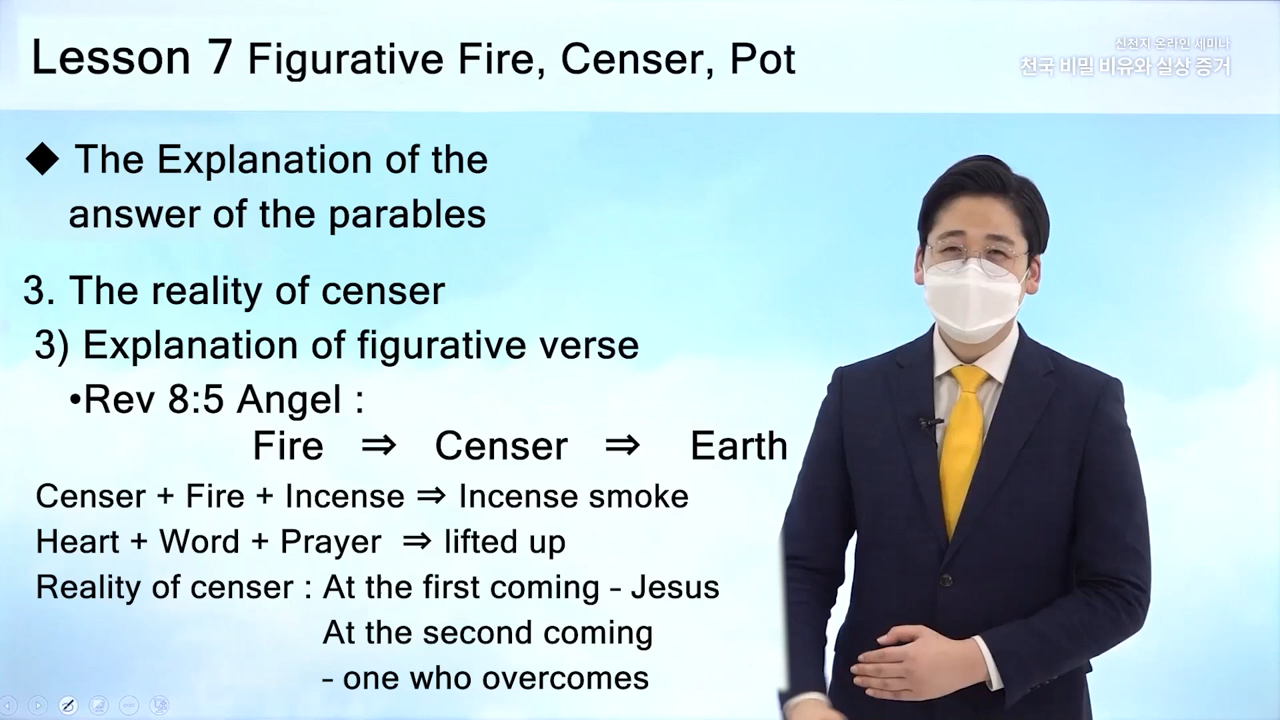 Lesson 7 Figurative Fire, Censer, Pot
신천지 온라인 세미나
천국 비밀 비유와 실상 증거
◆ The Explanation of the
answer of the parables
3. The reality of censer
3) Explanation of figurative verse
•Rev 8:5 Angel :
Fire ⇒ Censer ⇒ Earth
Censer + Fire + Incense ⇒ Incense smoke
Heart + Word + Prayer ⇒ lifted up
Reality of censer : At the first coming – Jesus
At the second coming
– one who overcomes